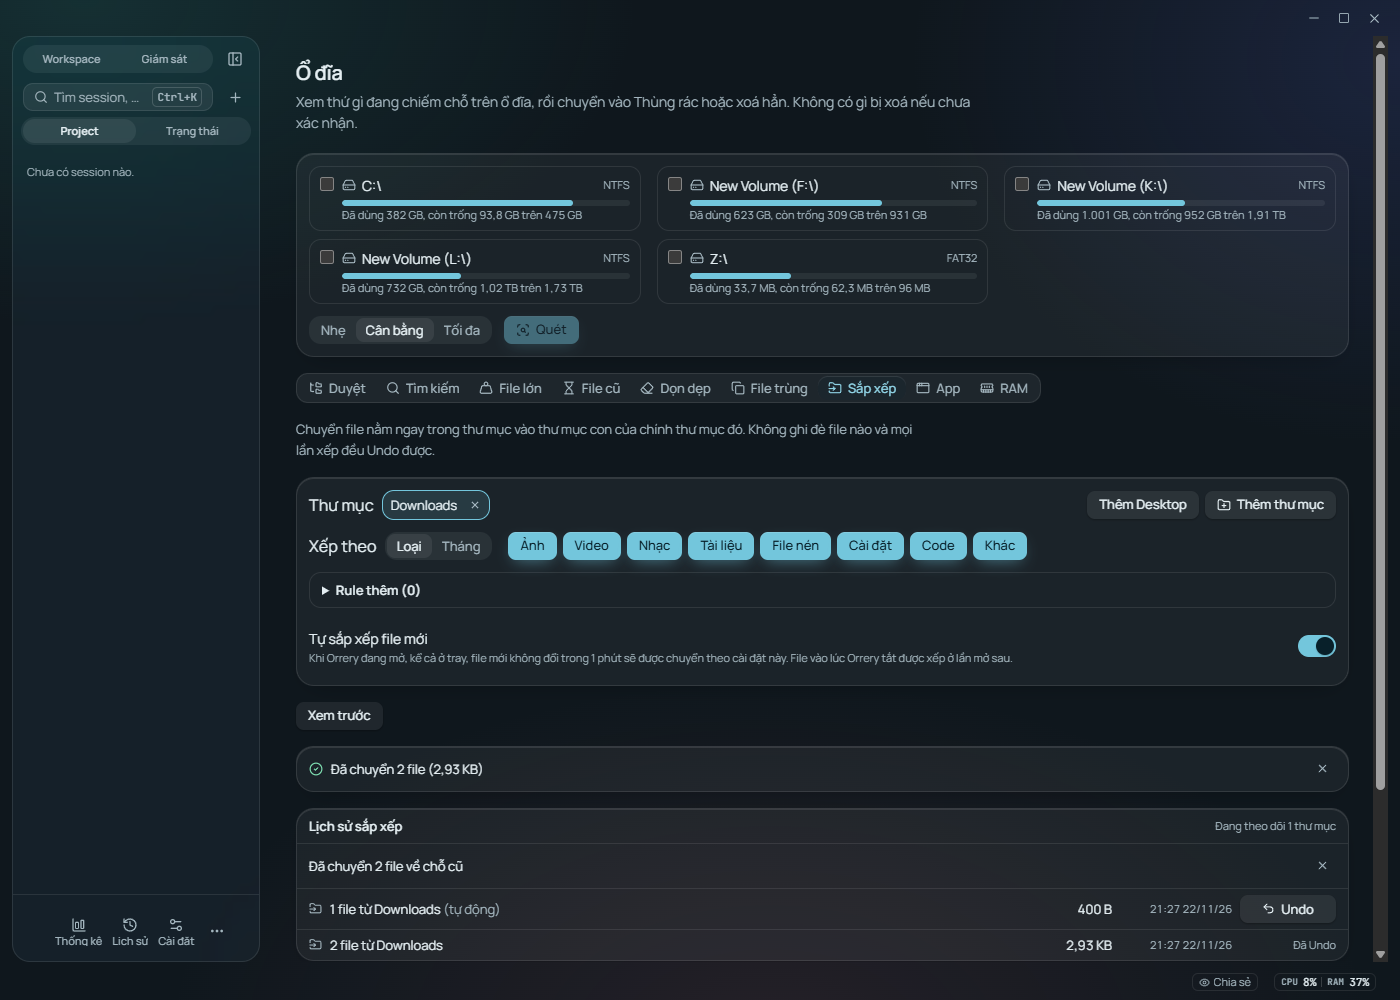 Workspace
Giám sát
Tìm session, ...
Ctrl+K
Project
Trạng thái
Chưa có session nào.
Ổ đĩa
Xem thứ gì đang chiếm chỗ trên ổ đĩa, rồi chuyển vào Thùng rác hoặc xoá hẳn. Không có gì bị xoá nếu chưa
xác nhận.
C:\
NTFS
Đã dùng 382 GB, còn trống 93,8 GB trên 475 GB
New Volume (F:\)
NTFS
Đã dùng 623 GB, còn trống 309 GB trên 931 GB
New Volume (K:\)
NTFS
Đã dùng 1.001 GB, còn trống 952 GB trên 1,91 TB
New Volume (L:\)
NTFS
Đã dùng 732 GB, còn trống 1,02 TB trên 1,73 TB
Z:\
FAT32
Đã dùng 33,7 MB, còn trống 62,3 MB trên 96 MB
Nhẹ
Cân bằng
Tối đa
Quét
Duyệt
Tìm kiếm
File lớn
File cũ
Dọn dẹp
File trùng
Sắp xếp
App
RAM
Chuyển file nằm ngay trong thư mục vào thư mục con của chính thư mục đó. Không ghi đè file nào và mọi
lần xếp đều Undo được.
Thư mục
Downloads
Thêm Desktop
Thêm thư mục
Xếp theo
Loại
Tháng
Ảnh
Video
Nhạc
Tài liệu
File nén
Cài đặt
Code
Khác
Rule thêm (0)
Tự sắp xếp file mới
Khi Orrery đang mở, kể cả ở tray, file mới không đổi trong 1 phút sẽ được chuyển theo cài đặt này. File vào lúc Orrery tắt được xếp ở lần mở sau.
Xem trước
Đã chuyển 2 file (2,93 KB)
Lịch sử sắp xếp
Đang theo dõi 1 thư mục
Đã chuyển 2 file về chỗ cũ
1 file từ Downloads (tự động)
400 B
21:27 22/11/26
Undo
2 file từ Downloads
2,93 KB
21:27 22/11/26
Đã Undo
Thống kê
Lịch sử
Cài đặt
Chia sẻ
CPU 8%
RAM 37%